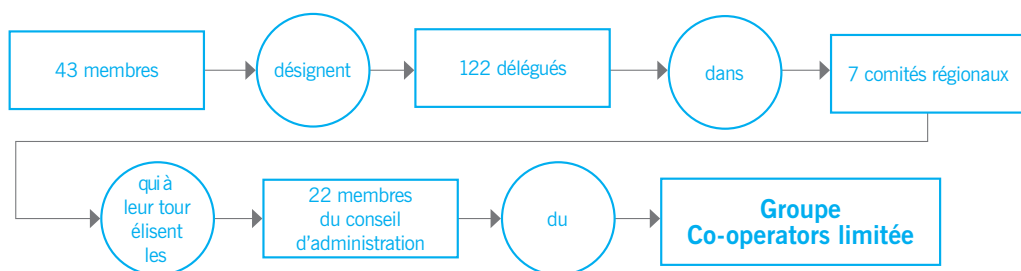 43 membres
désignent
122 délégués
dans
7 comités régionaux
qui à
leur tour
élisent
les
22 membres
du conseil
d'administration
du
Groupe
Co-operators limitée